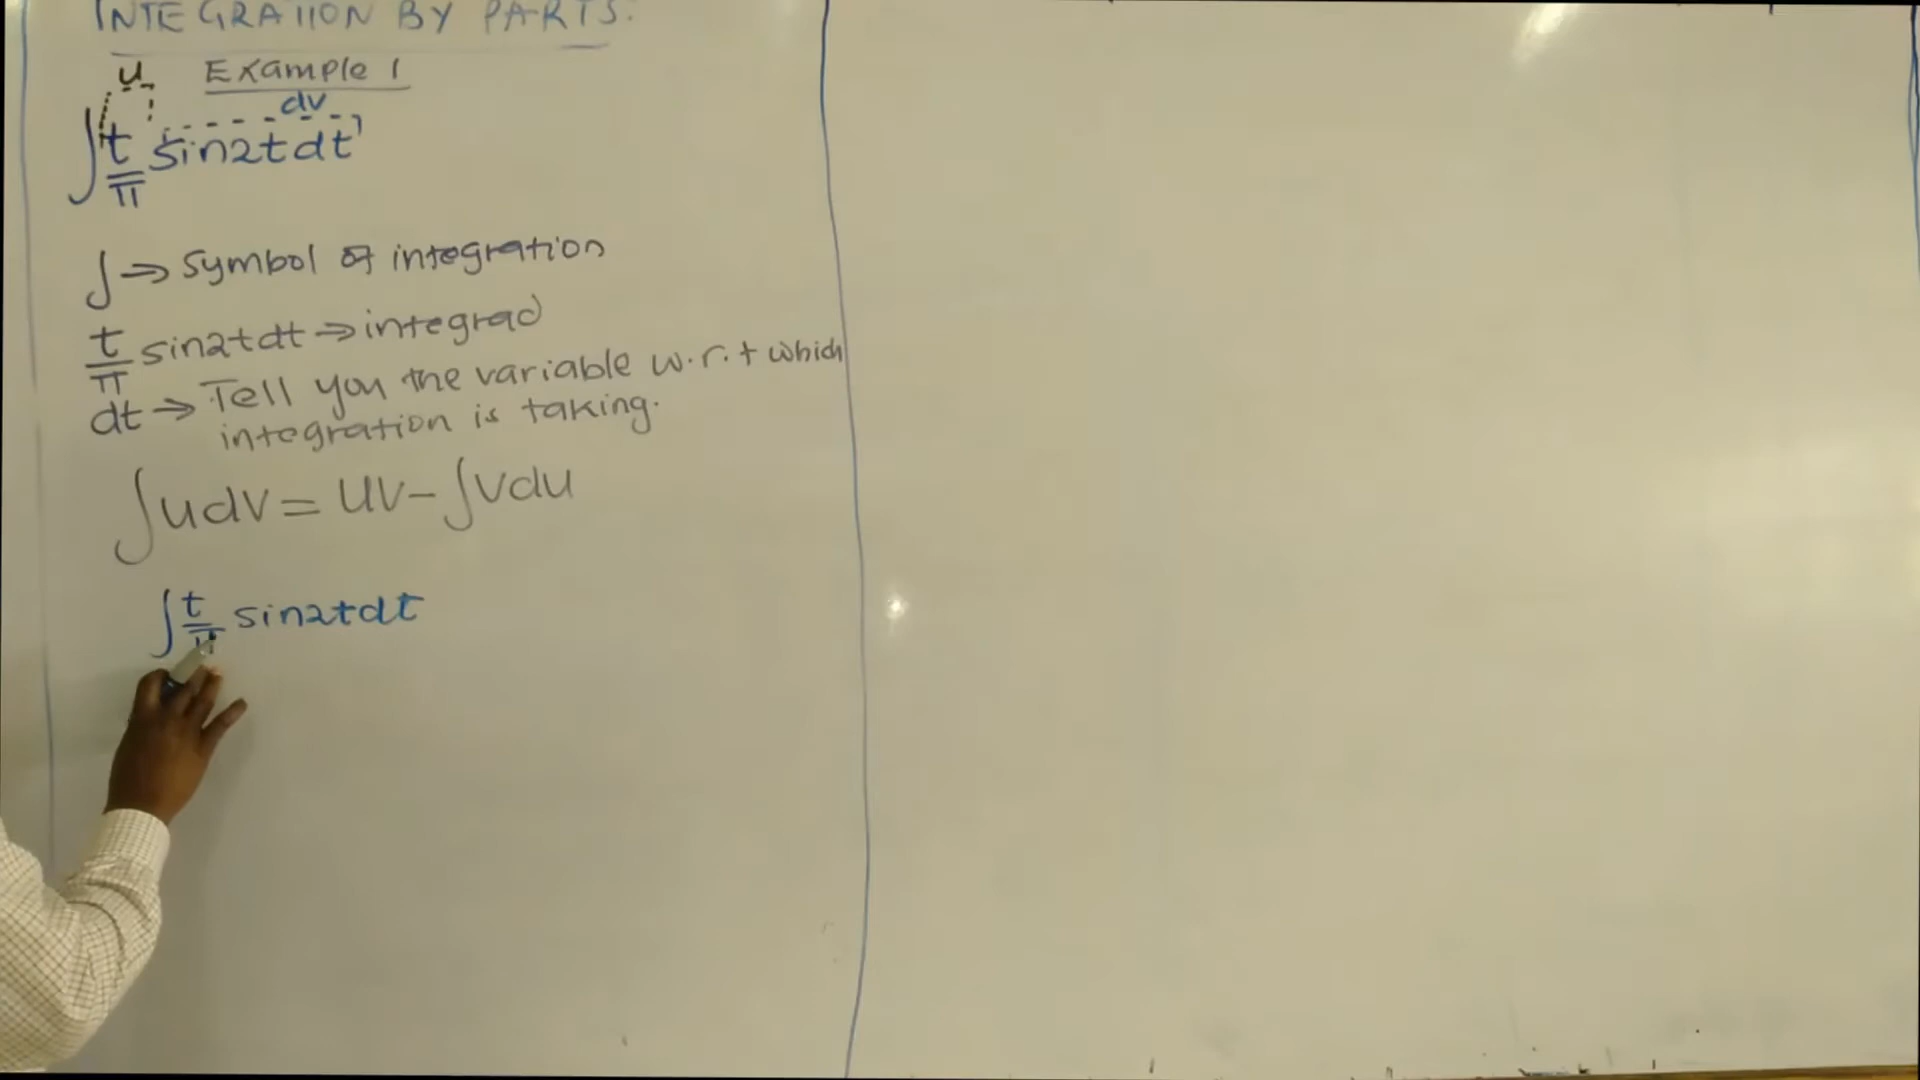 INTEGRATION BY PARTS.
u Example 1
dv
∫ t/π sin2tdt
∫ → Symbol of integration
t/π sin2tdt → integrad
dt → Tell you the variable w.r.t which
integration is taking.
∫udv = uv - ∫vdu
∫ t/π sin2tdt